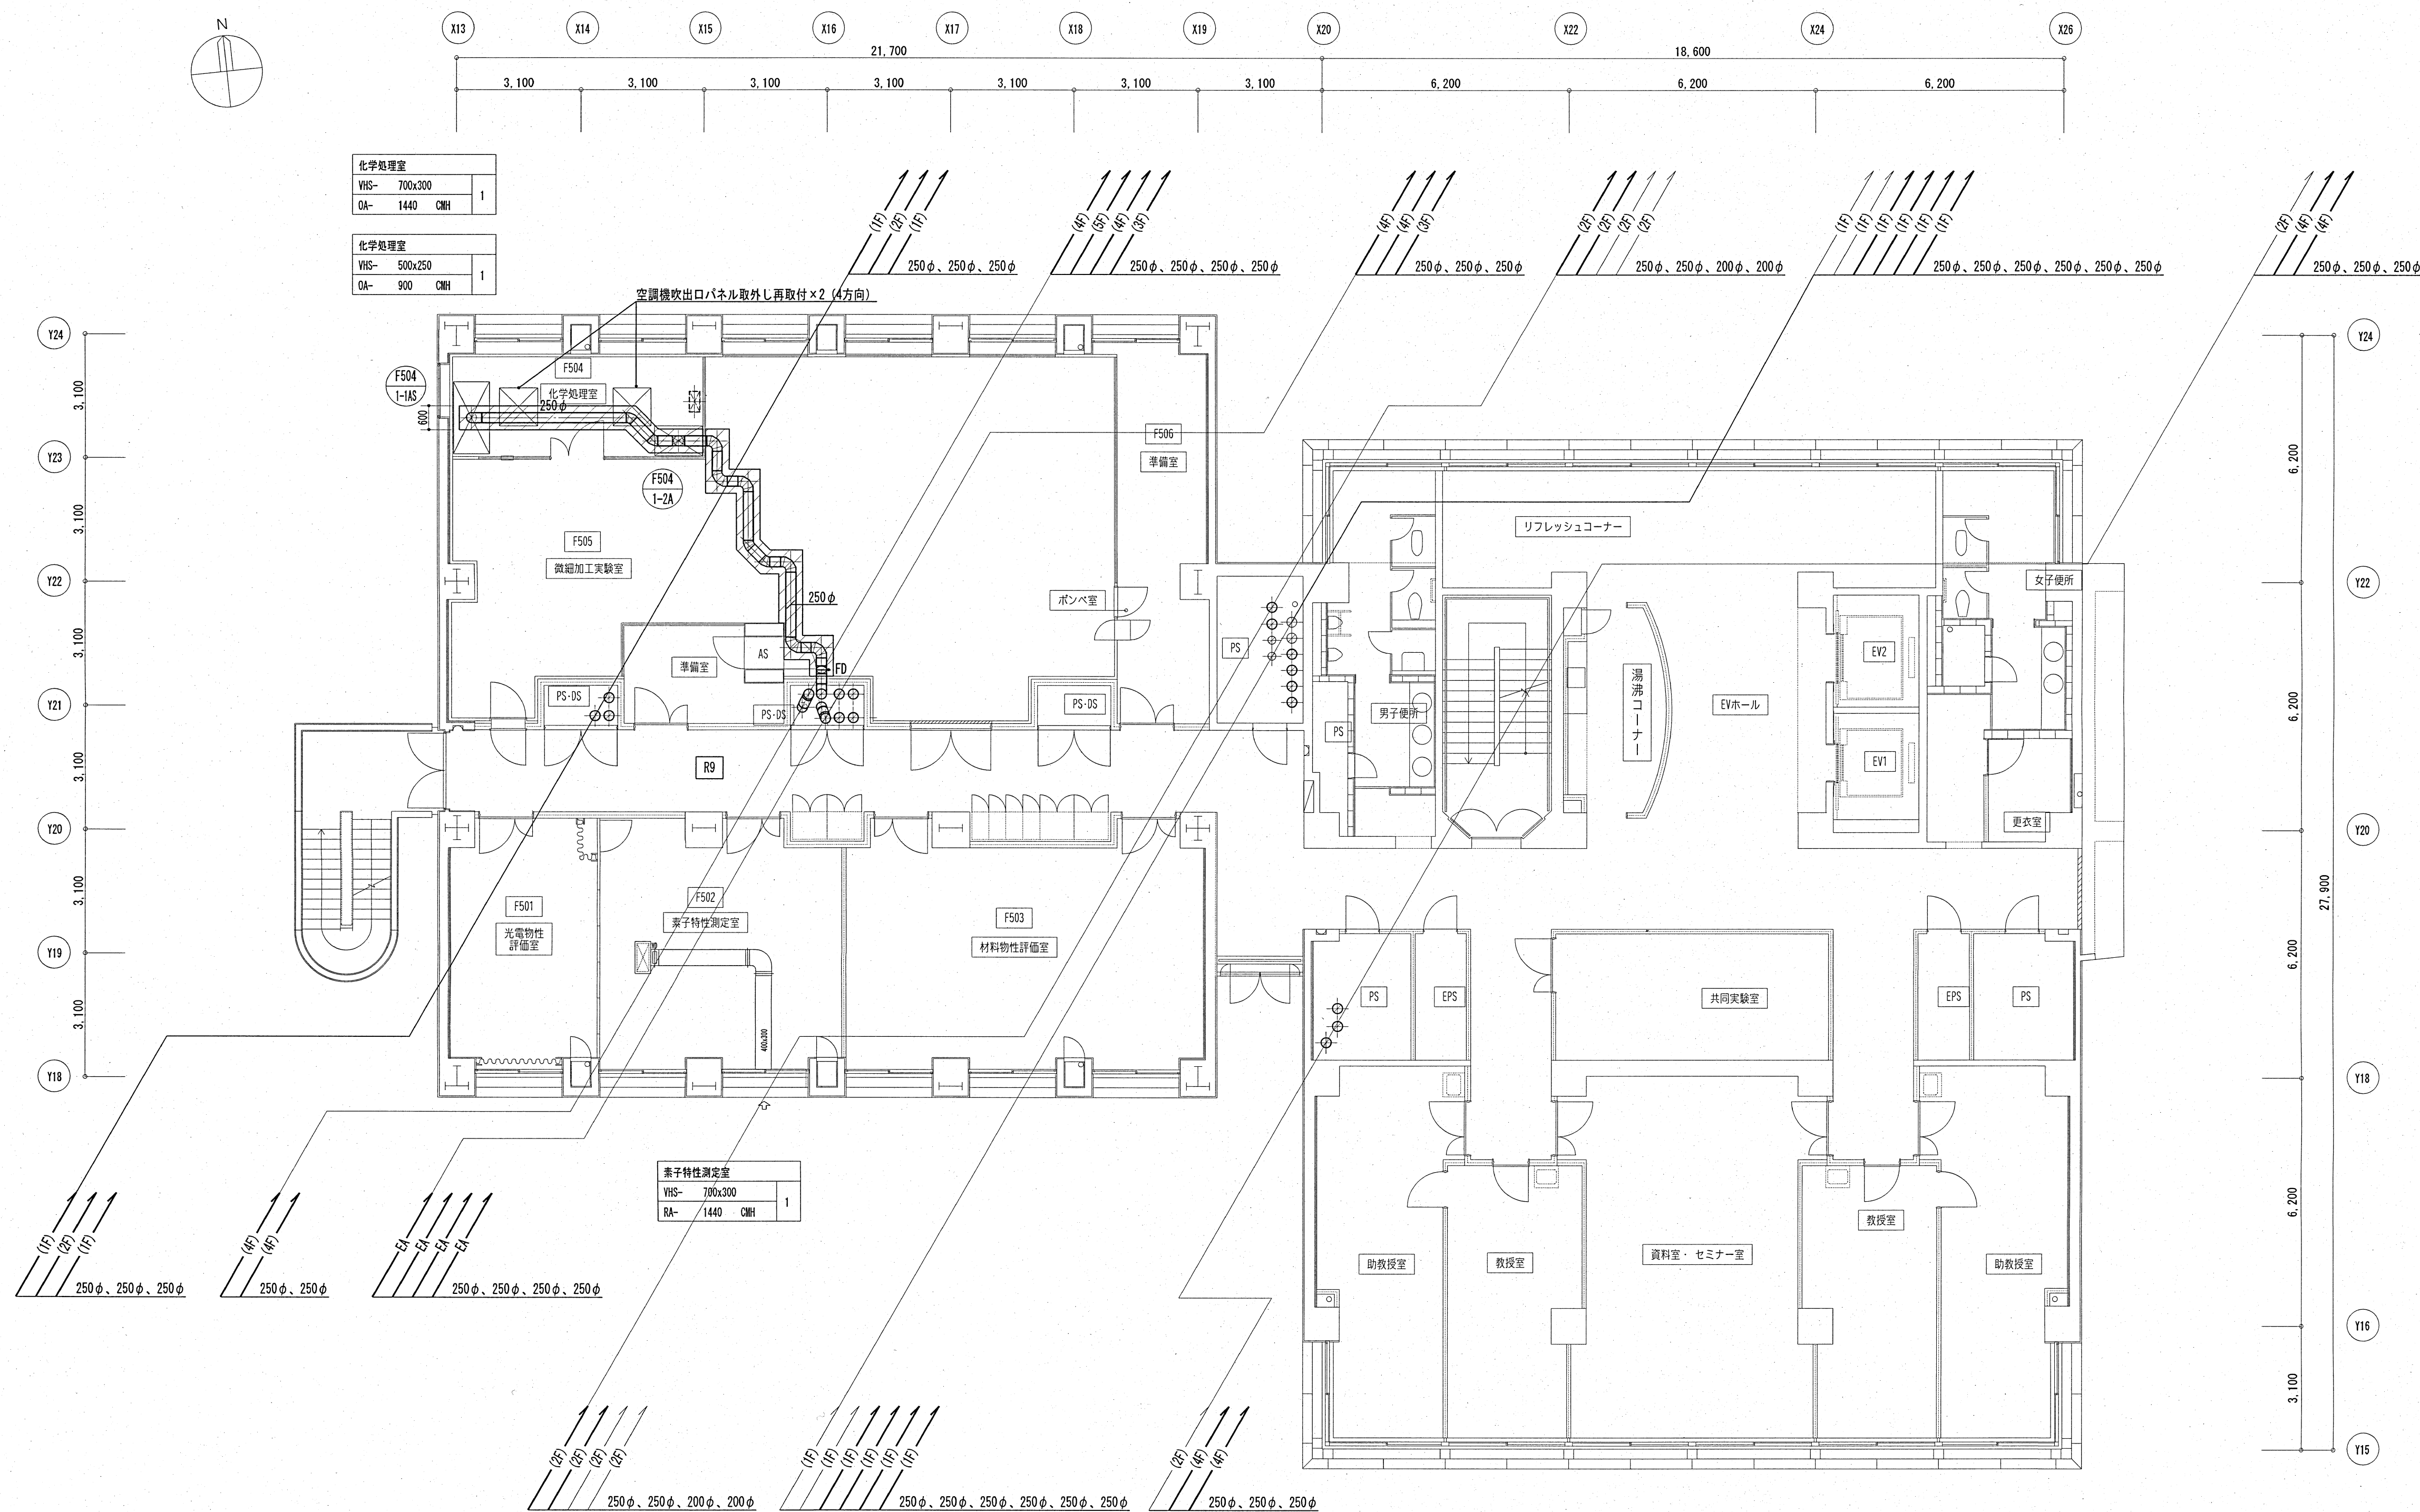 N
X13 X14 X15 X16 X17 X18 X19 X20 X22 X24 X26
21,700 18,600
3,100 3,100 3,100 3,100 3,100 3,100 3,100 6,200 6,200 6,200
化学処理室
VHS- 700x300
OA- 1440 CMH
1
化学処理室
VHS- 500x250
OA- 900 CMH
1
(1F) (2F) (1F)
250φ、250φ、250φ
(4F) (5F) (4F) (3F)
250φ、250φ、250φ、250φ
(4F) (4F) (3F)
250φ、250φ、250φ
(2F) (2F) (2F) (2F)
250φ、250φ、200φ、200φ
(1F) (1F) (1F) (1F) (1F) (1F)
250φ、250φ、250φ、250φ、250φ、250φ
(2F) (4F) (4F)
250φ、250φ、250φ
空調機吹出口パネル取外し再取付×2 (4方向)
Y24
Y23
Y22
Y21
Y20
Y19
Y18
3,100
3,100
3,100
3,100
3,100
3,100
Y24
Y22
Y20
Y18
Y16
Y15
6,200
6,200
6,200
6,200
3,100
27,900
F504
1-1AS
600
F504
化学処理室
250φ
F504
1-2A
F506
準備室
F505
微細加工実験室
250φ
ボンベ室
準備室
AS
FD
PS・DS
PS・DS
PS・DS
R9
リフレッシュコーナー
女子便所
PS
PS
男子便所
湯沸コーナー
EVホール
EV2
EV1
更衣室
F501
光電物性
評価室
F502
素子特性測定室
F503
材料物性評価室
400x300
PS
EPS
共同実験室
EPS
PS
助教授室
教授室
資料室・ セミナー室
教授室
助教授室
素子特性測定室
VHS- 700x300
RA- 1440 CMH
1
(1F) (2F) (1F)
250φ、250φ、250φ
(4F) (4F)
250φ、250φ
EA EA EA EA
250φ、250φ、250φ、250φ
(2F) (2F) (2F) (2F)
250φ、250φ、200φ、200φ
(1F) (1F) (1F) (1F) (1F) (1F)
250φ、250φ、250φ、250φ、250φ、250φ
(2F) (4F) (4F)
250φ、250φ、250φ